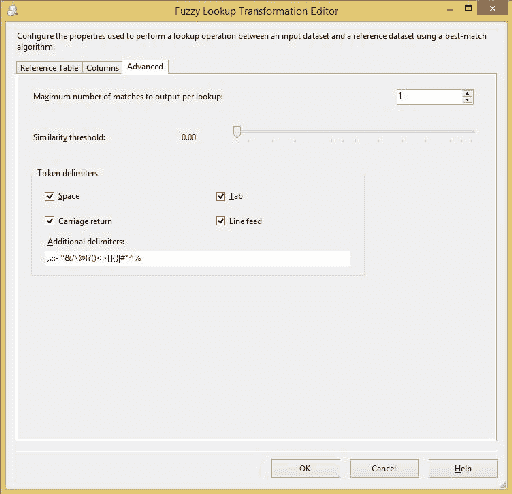 Fuzzy Lookup Transformation Editor
Configure the properties used to perform a lookup operation between an input dataset and a reference dataset using a best-match
algorithm.
Reference Table Columns Advanced
Maximum number of matches to output per lookup: 1
Similarity threshold: 0.00
Token delimiters
Space Tab
Carriage return Line feed
Additional delimiters:
OK Cancel Help